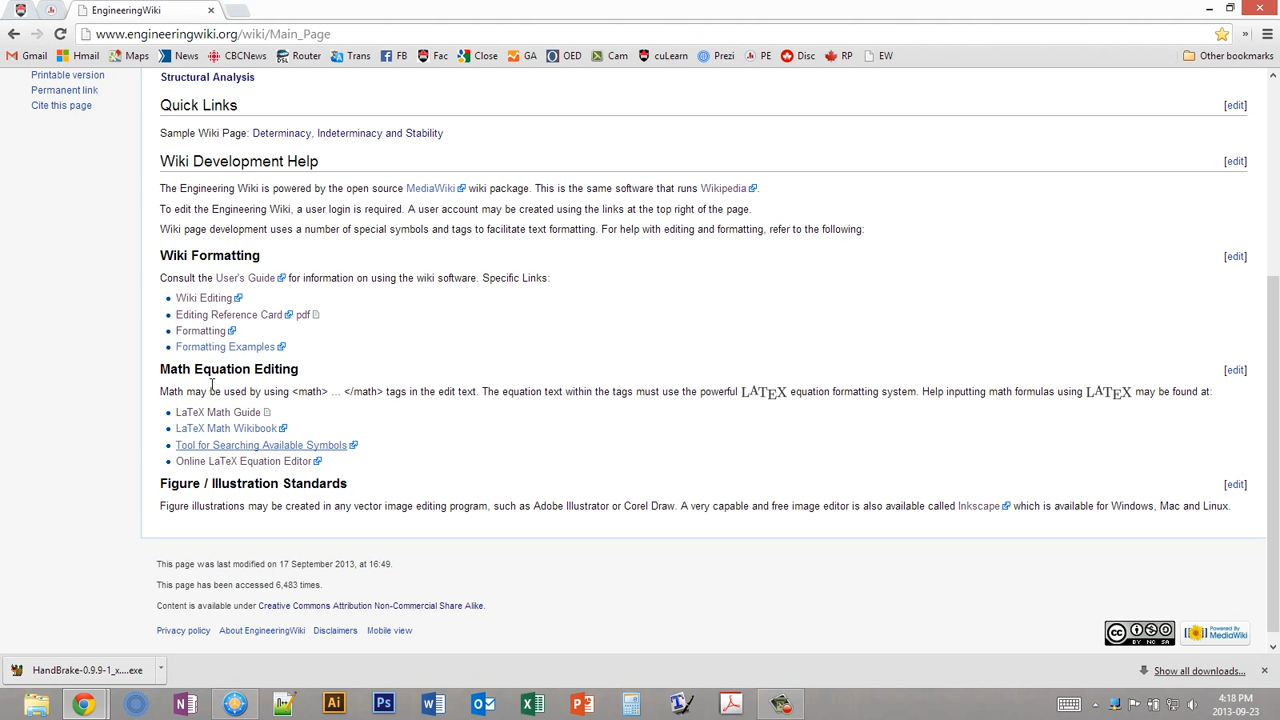 EngineeringWiki
www.engineeringwiki.org/wiki/Main_Page
Gmail Hmail Maps News CBCNews Router Trans FB Fac Close GA OED Cam cuLearn Prezi PE Disc RP EW Other bookmarks
Printable version
Permanent link
Cite this page
Structural Analysis
Quick Links [edit]
Sample Wiki Page: Determinacy, Indeterminacy and Stability
Wiki Development Help [edit]
The Engineering Wiki is powered by the open source MediaWiki wiki package. This is the same software that runs Wikipedia.
To edit the Engineering Wiki, a user login is required. A user account may be created using the links at the top right of the page.
Wiki page development uses a number of special symbols and tags to facilitate text formatting. For help with editing and formatting, refer to the following:
Wiki Formatting [edit]
Consult the User's Guide for information on using the wiki software. Specific Links:
Wiki Editing
Editing Reference Card pdf
Formatting
Formatting Examples
Math Equation Editing [edit]
Math may be used by using <math> ... </math> tags in the edit text. The equation text within the tags must use the powerful LATEX equation formatting system. Help inputting math formulas using LATEX may be found at:
LaTeX Math Guide
LaTeX Math Wikibook
Tool for Searching Available Symbols
Online LaTeX Equation Editor
Figure / Illustration Standards [edit]
Figure illustrations may be created in any vector image editing program, such as Adobe Illustrator or Corel Draw. A very capable and free image editor is also available called Inkscape which is available for Windows, Mac and Linux.
This page was last modified on 17 September 2013, at 16:49.
This page has been accessed 6,483 times.
Content is available under Creative Commons Attribution Non-Commercial Share Alike.
Privacy policy About EngineeringWiki Disclaimers Mobile view
CC BY NC SA Powered By MediaWiki
HandBrake-0.9.9-1_x....exe Show all downloads...
Ai Ps
4:18 PM
2013-09-23